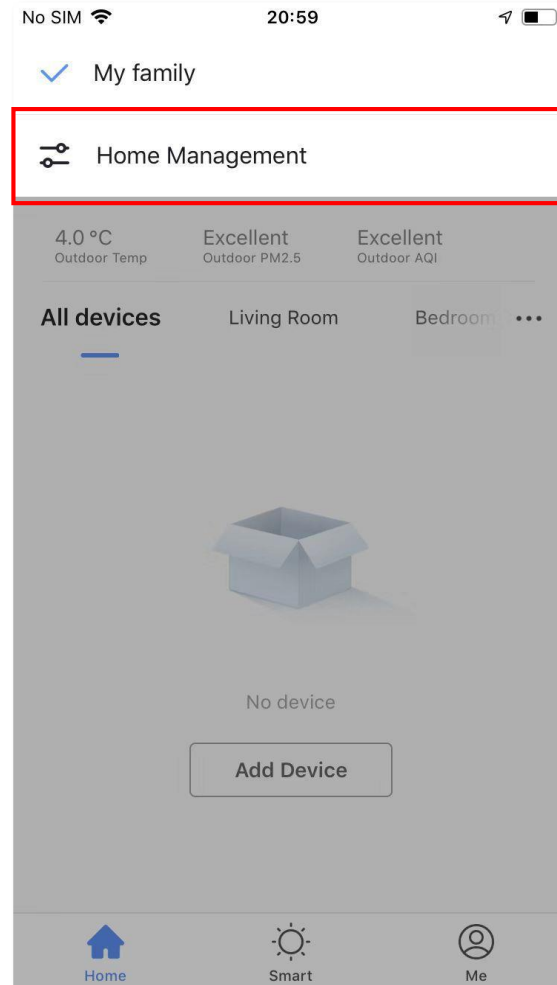 No SIM 20:59
My family
Home Management
4.0 °C Excellent Excellent
Outdoor Temp Outdoor PM2.5 Outdoor AQI
All devices Living Room Bedroom
No device
Add Device
Home Smart Me